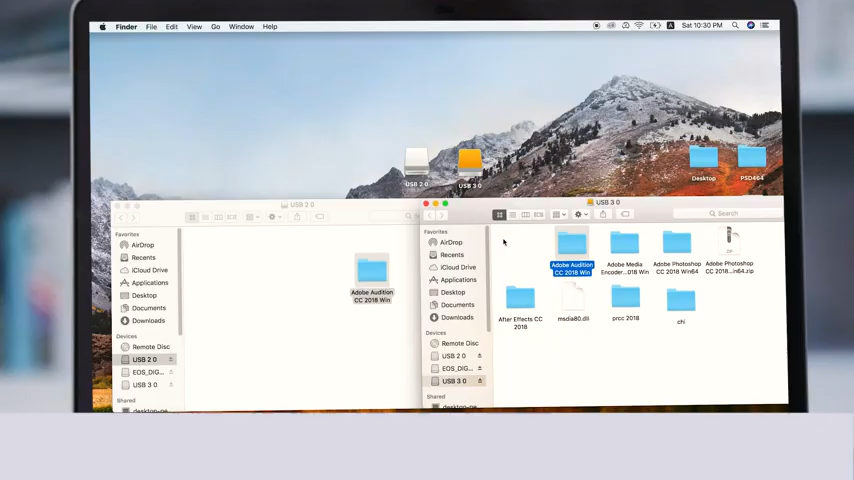 Finder File Edit View Go Window Help
Sat 10:30 PM
USB 2 0
USB 3 0
Desktop
PSD464
USB 2 0
Favorites
AirDrop
Recents
iCloud Drive
Applications
Desktop
Documents
Downloads
Devices
Remote Disc
USB 2 0
EOS_DIG...
USB 3 0
Shared
Adobe Audition
CC 2018 Win
USB 3 0
Search
Favorites
AirDrop
Recents
iCloud Drive
Applications
Desktop
Documents
Downloads
Devices
Remote Disc
USB 2 0
EOS_DIG...
USB 3 0
Shared
Adobe Audition
CC 2018 Win
Adobe Media
Encoder...018 Win
Adobe Photoshop
CC 2018 Win64
ZIP
Adobe Photoshop
CC 2018...in64.zip
After Effects CC
2018
msdia80.dll
prcc 2018
chi